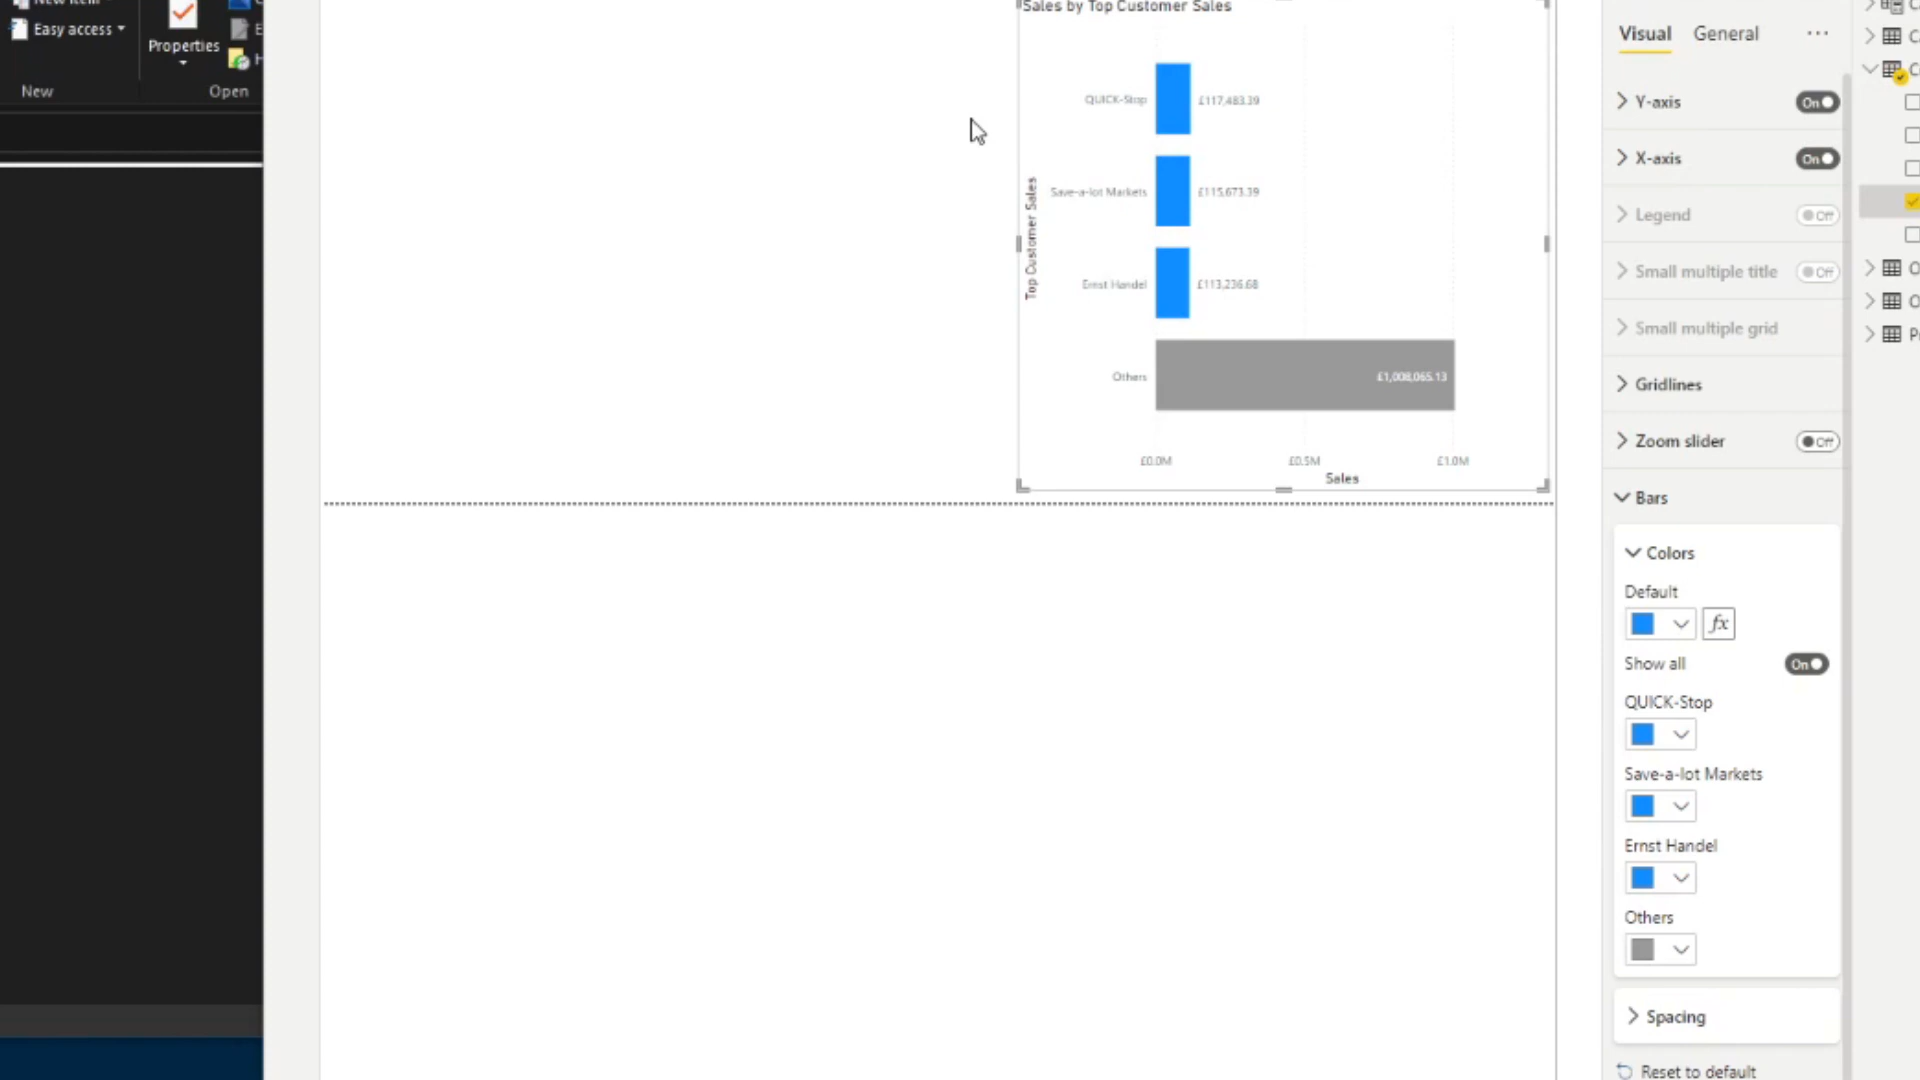 Easy access
Properties
New
Open
Sales by Top Customer Sales
QUICK-Stop
£117,483.39
Save-a-lot Markets
£115,673.39
Ernst Handel
£113,236.68
Others
£1,008,065.13
Top Customer Sales
£0.0M
£0.5M
£1.0M
Sales
Visual
General
Y-axis
On
X-axis
On
Legend
Off
Small multiple title
Off
Small multiple grid
Gridlines
Zoom slider
Off
Bars
Colors
Default
fx
Show all
On
QUICK-Stop
Save-a-lot Markets
Ernst Handel
Others
Spacing
Reset to default